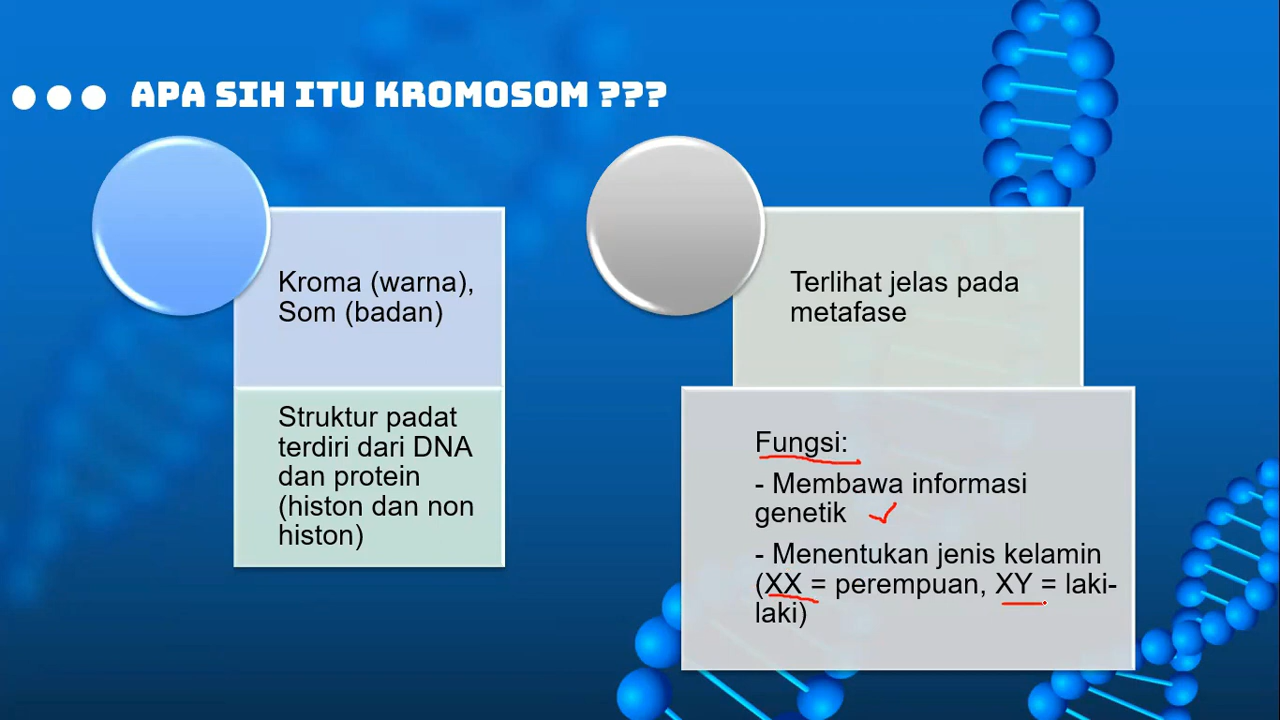 APA SIH ITU KROMOSOM ???
Kroma (warna),
Som (badan)
Struktur padat
terdiri dari DNA
dan protein
(histon dan non
histon)
Terlihat jelas pada
metafase
Fungsi:
- Membawa informasi
genetik
- Menentukan jenis kelamin
(XX = perempuan, XY = laki-
laki)